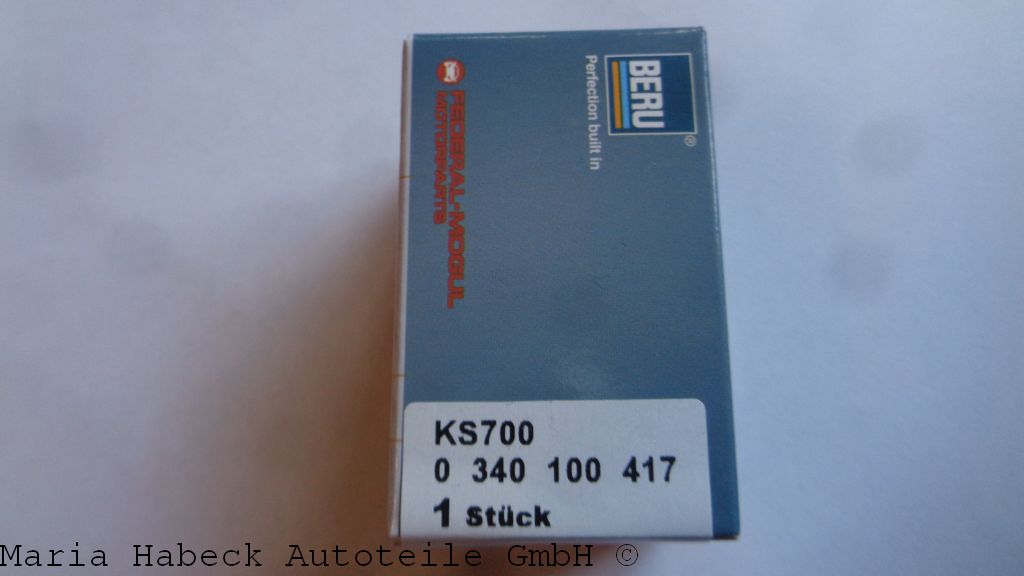 BERU
®
Perfection built in
FEDERAL-MOGUL
MOTORPARTS
KS700
0 340 100 417
1 Stück
Maria Habeck Autoteile GmbH ©